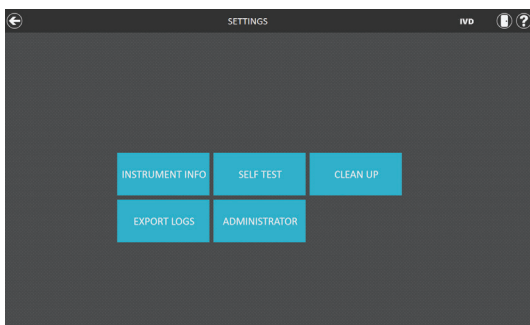 SETTINGS IVD ?
INSTRUMENT INFO SELF TEST CLEAN UP
EXPORT LOGS ADMINISTRATOR